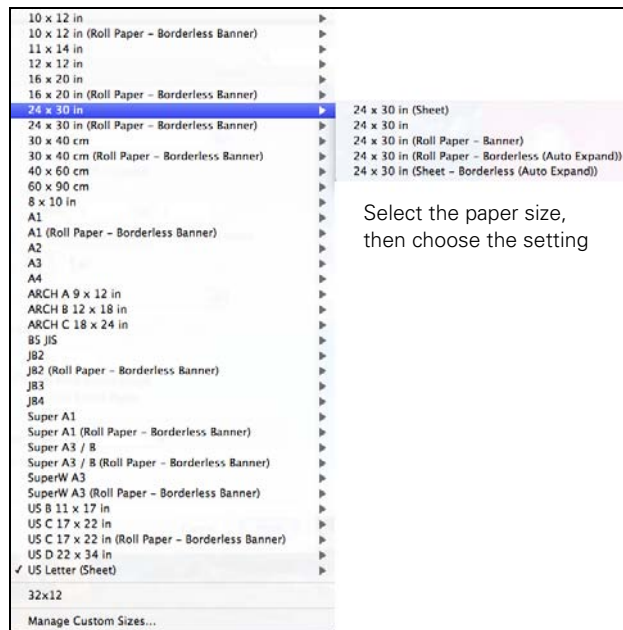 10 x 12 in
10 x 12 in (Roll Paper – Borderless Banner)
11 x 14 in
12 x 12 in
16 x 20 in
16 x 20 in (Roll Paper – Borderless Banner)
24 x 30 in
24 x 30 in (Roll Paper – Borderless Banner)
30 x 40 cm
30 x 40 cm (Roll Paper – Borderless Banner)
40 x 60 cm
60 x 90 cm
8 x 10 in
A1
A1 (Roll Paper – Borderless Banner)
A2
A3
A4
ARCH A 9 x 12 in
ARCH B 12 x 18 in
ARCH C 18 x 24 in
B5 JIS
JB2
JB2 (Roll Paper – Borderless Banner)
JB3
JB4
Super A1
Super A1 (Roll Paper – Borderless Banner)
Super A3 / B
Super A3 / B (Roll Paper – Borderless Banner)
SuperW A3
SuperW A3 (Roll Paper – Borderless Banner)
US B 11 x 17 in
US C 17 x 22 in
US C 17 x 22 in (Roll Paper – Borderless Banner)
US D 22 x 34 in
✓ US Letter (Sheet)
32x12
Manage Custom Sizes...
24 x 30 in (Sheet)
24 x 30 in
24 x 30 in (Roll Paper – Banner)
24 x 30 in (Roll Paper – Borderless (Auto Expand))
24 x 30 in (Sheet – Borderless (Auto Expand))
Select the paper size,
then choose the setting